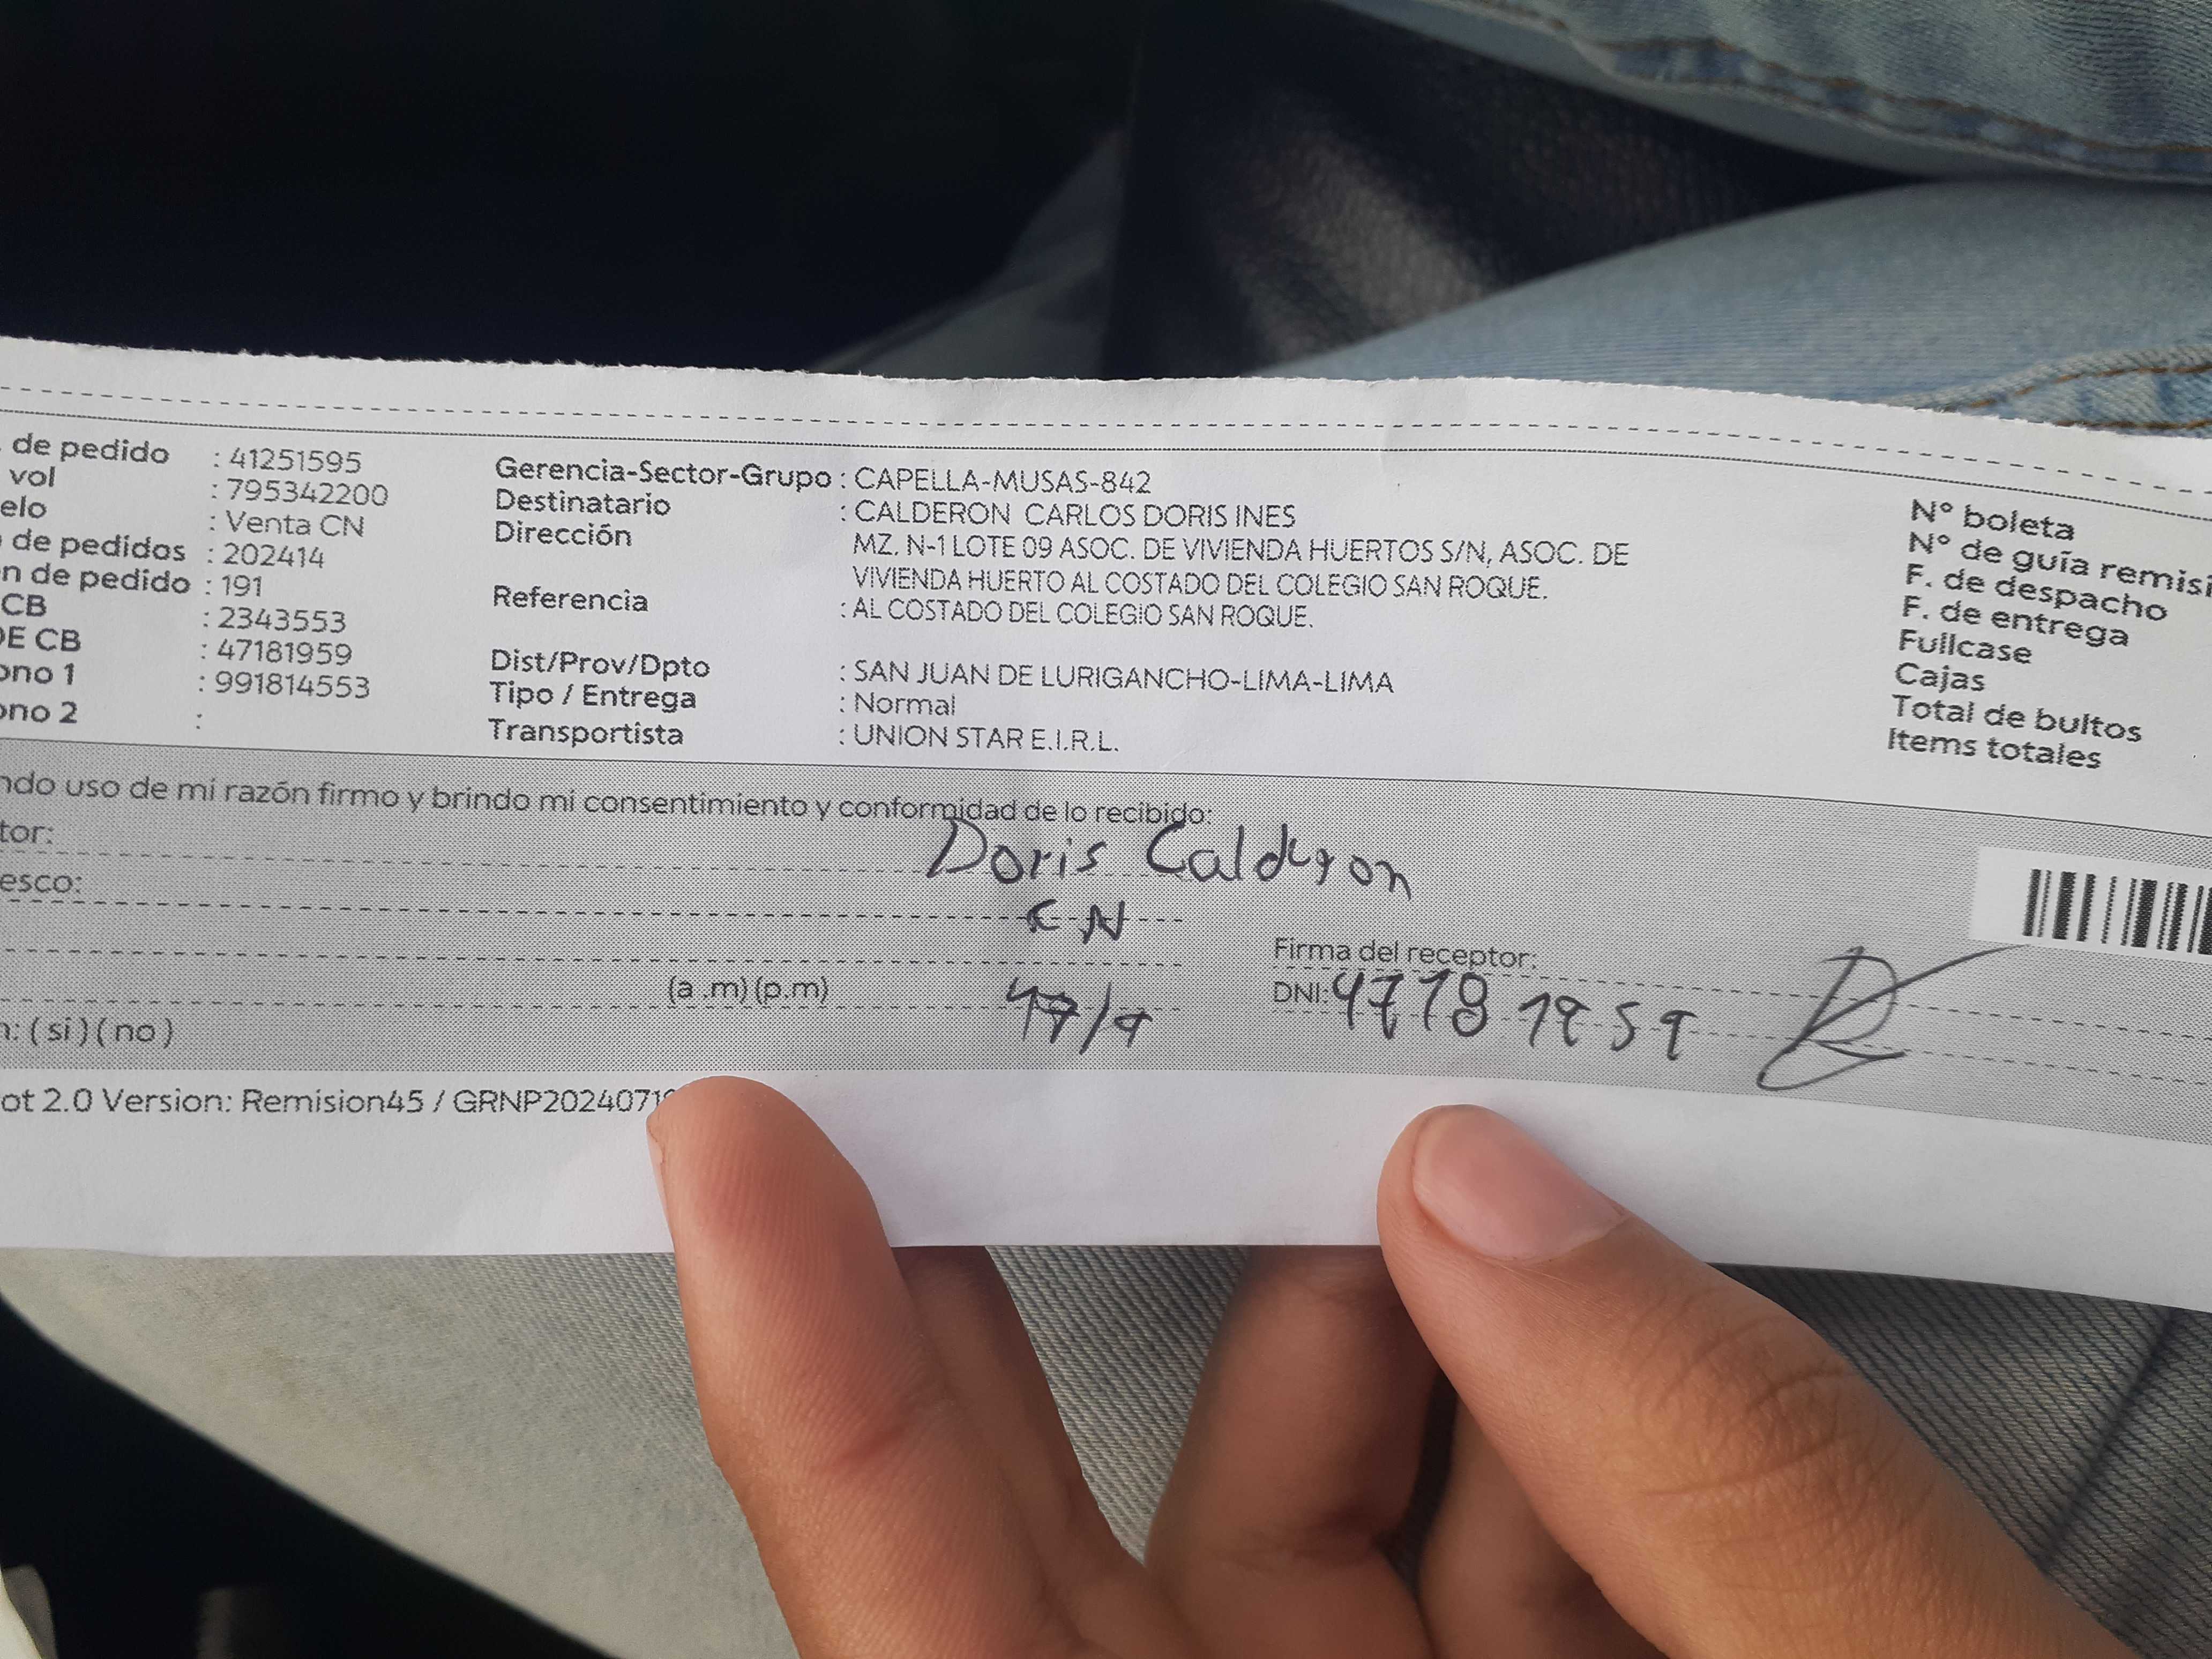 de pedido : 41251595
vol : 795342200
elo : Venta CN
de pedidos : 202414
n de pedido : 191
CB : 2343553
DE CB : 47181959
ono 1 : 991814553
ono 2 :
Gerencia-Sector-Grupo : CAPELLA-MUSAS-842
Destinatario : CALDERON CARLOS DORIS INES
Dirección MZ. N-1 LOTE 09 ASOC. DE VIVIENDA HUERTOS S/N, ASOC. DE
VIVIENDA HUERTO AL COSTADO DEL COLEGIO SAN ROQUE.
Referencia : AL COSTADO DEL COLEGIO SAN ROQUE.
Dist/Prov/Dpto : SAN JUAN DE LURIGANCHO-LIMA-LIMA
Tipo / Entrega : Normal
Transportista : UNION STAR E.I.R.L.
N° boleta
N° de guía remisi
F. de despacho
F. de entrega
Fullcase
Cajas
Total de bultos
Items totales
ndo uso de mi razón firmo y brindo mi consentimiento y conformidad de lo recibido:
tor: Doris Calderon
esco: CN
Firma del receptor:
(a .m) (p.m)
DNI: 47181959
n: ( si ) ( no )
ot 2.0 Version: Remision45 / GRNP2024071